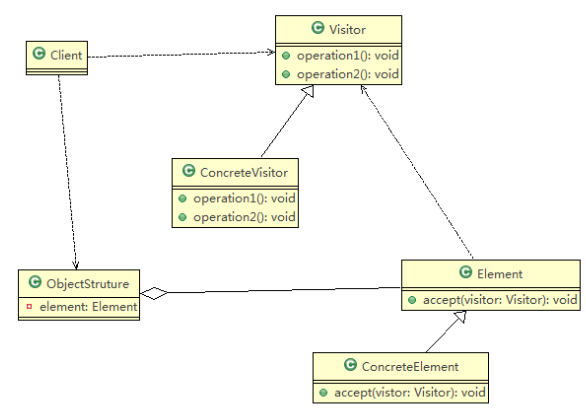 Visitor
Client
operation1(): void
operation2(): void
ConcreteVisitor
operation1(): void
operation2(): void
ObjectStruture
element: Element
Element
accept(visitor: Visitor): void
ConcreteElement
accept(vistor: Visitor): void